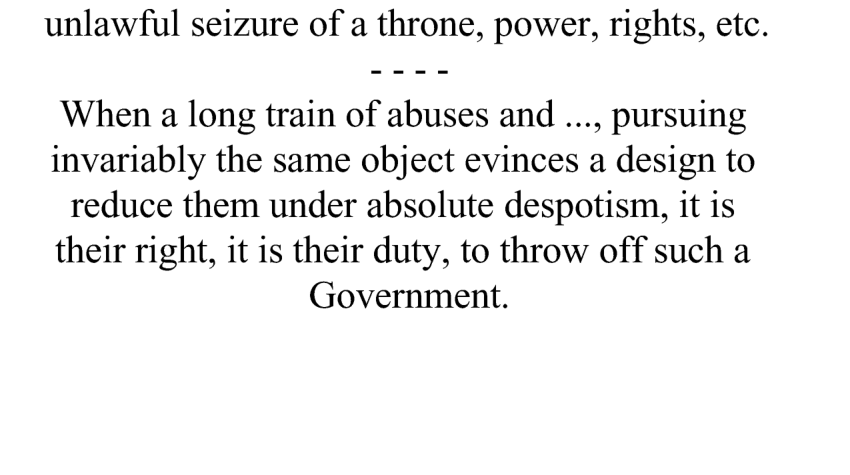 unlawful seizure of a throne, power, rights, etc.
- - - -
When a long train of abuses and ..., pursuing
invariably the same object evinces a design to
reduce them under absolute despotism, it is
their right, it is their duty, to throw off such a
Government.